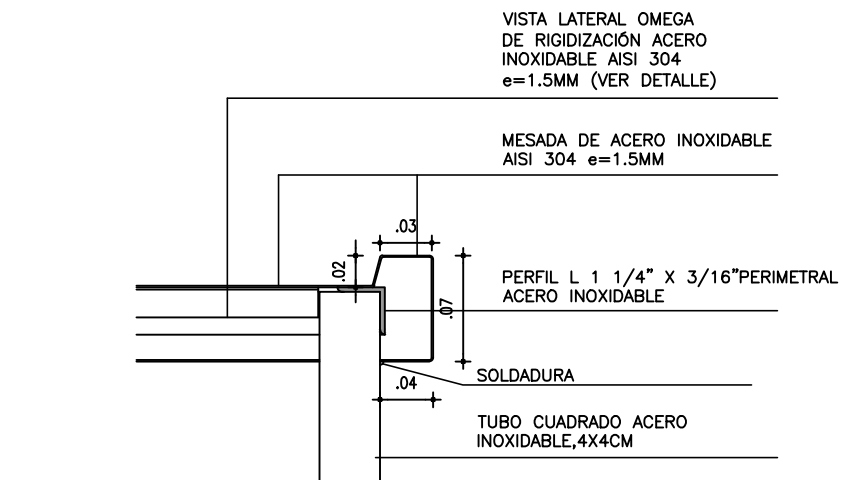 VISTA LATERAL OMEGA
DE RIGIDIZACIÓN ACERO
INOXIDABLE AISI 304
e=1.5MM (VER DETALLE)
MESADA DE ACERO INOXIDABLE
AISI 304 e=1.5MM
.03
.02
PERFIL L 1 1/4" X 3/16"PERIMETRAL
ACERO INOXIDABLE
.07
SOLDADURA
.04
TUBO CUADRADO ACERO
INOXIDABLE,4X4CM